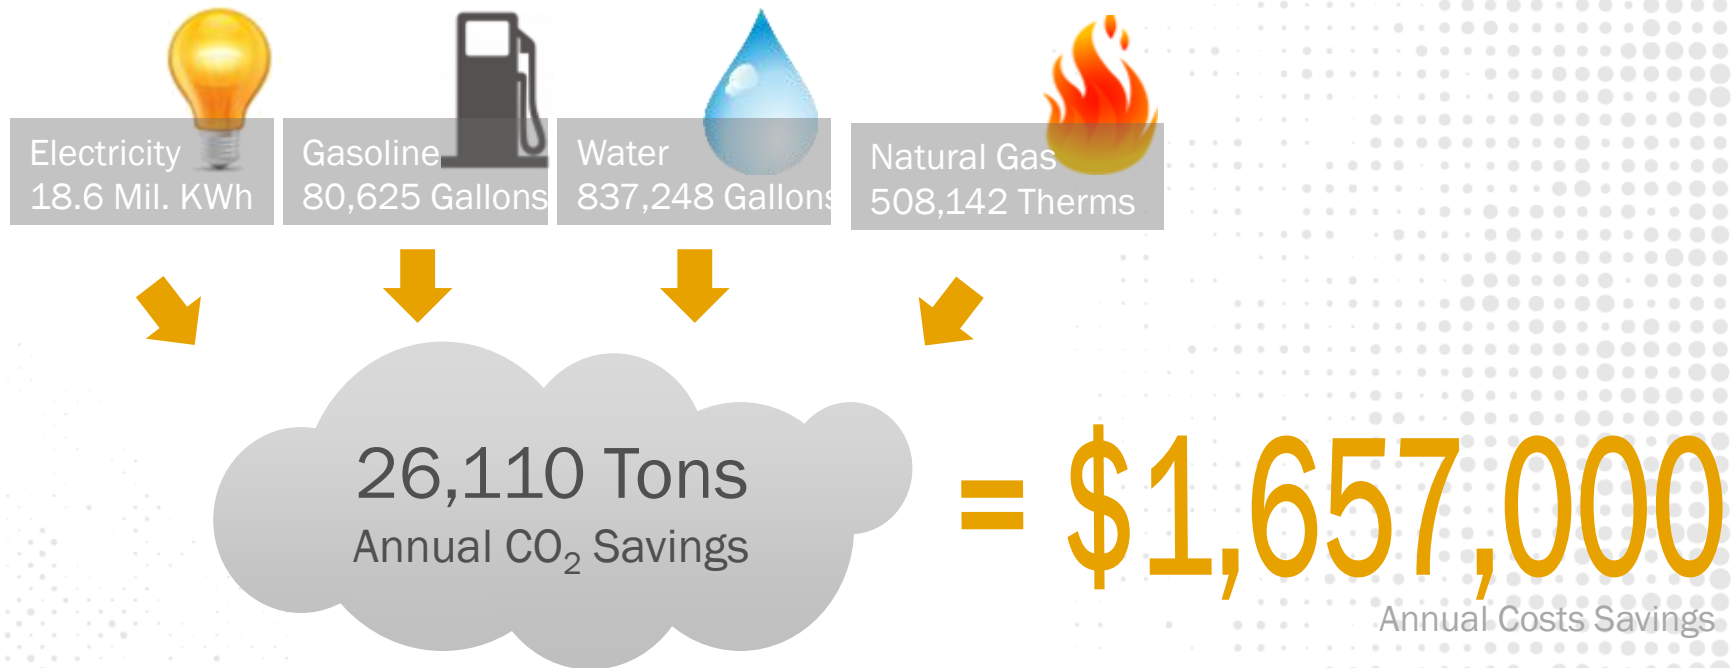 Electricity
18.6 Mil. KWh
Gasoline
80,625 Gallons
Water
837,248 Gallons
Natural Gas
508,142 Therms
26,110 Tons
Annual CO₂ Savings
= $1,657,000
Annual Costs Savings